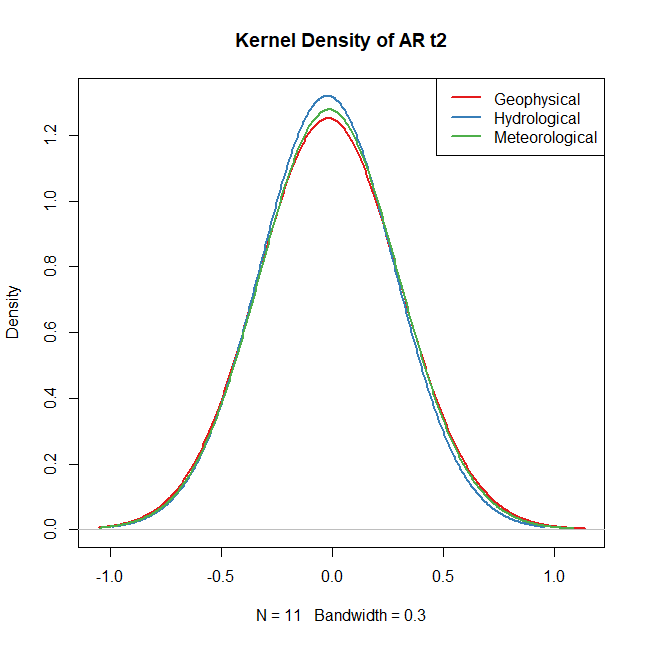 Kernel Density of AR t2
Geophysical
Hydrological
Meteorological
Density
1.2
1.0
0.8
0.6
0.4
0.2
0.0
-1.0 -0.5 0.0 0.5 1.0
N = 11 Bandwidth = 0.3